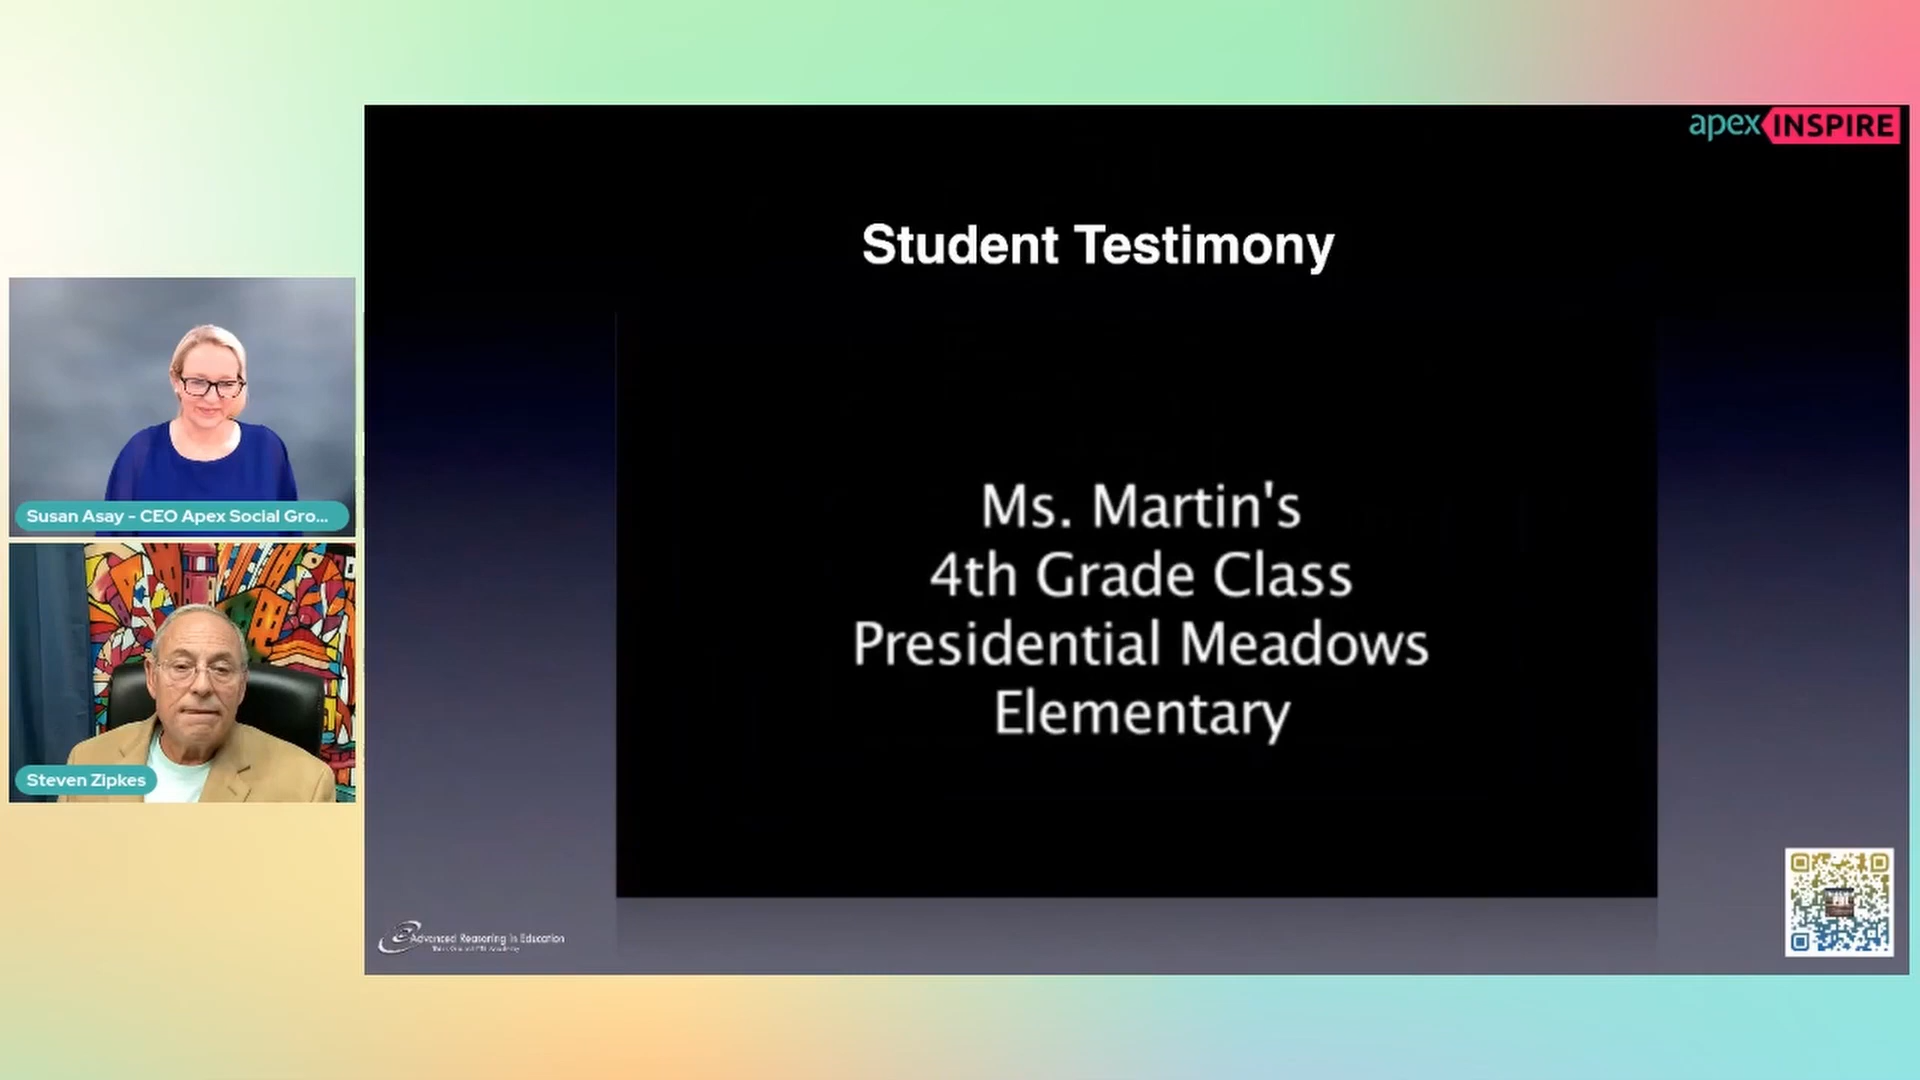 apex INSPIRE
Student Testimony
Ms. Martin's
4th Grade Class
Presidential Meadows
Elementary
Susan Asay - CEO Apex Social Gro...
Steven Zipkes
Advanced Reasoning in Education